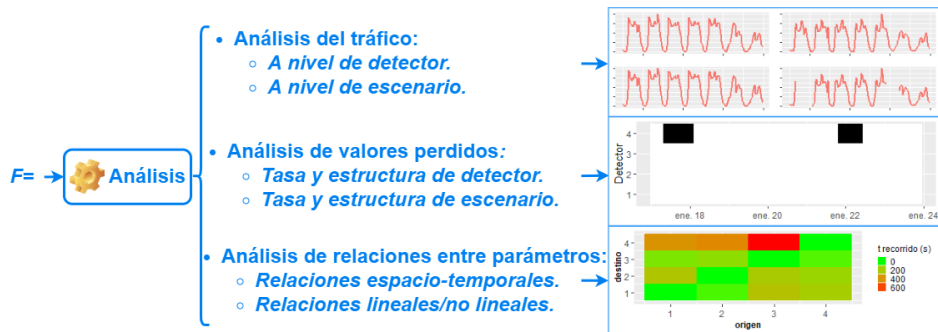 F=
Análisis
• Análisis del tráfico:
○ A nivel de detector.
○ A nivel de escenario.
• Análisis de valores perdidos:
○ Tasa y estructura de detector.
○ Tasa y estructura de escenario.
• Análisis de relaciones entre parámetros:
○ Relaciones espacio-temporales.
○ Relaciones lineales/no lineales.
Detector
4
3
2
1
ene. 18
ene. 20
ene. 22
ene. 24
destino
4
3
2
1
1
2
3
4
origen
t recorrido (s)
0
200
400
600